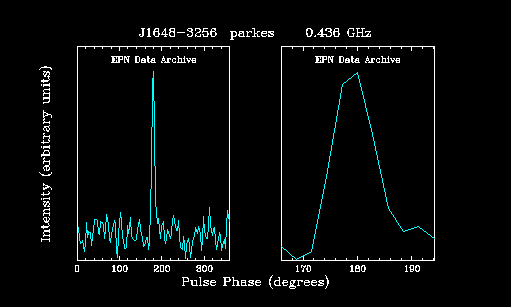 J1648-3256 parkes 0.436 GHz
EPN Data Archive
EPN Data Archive
Intensity (arbitrary units)
0 100 200 300
170 180 190
Pulse Phase (degrees)